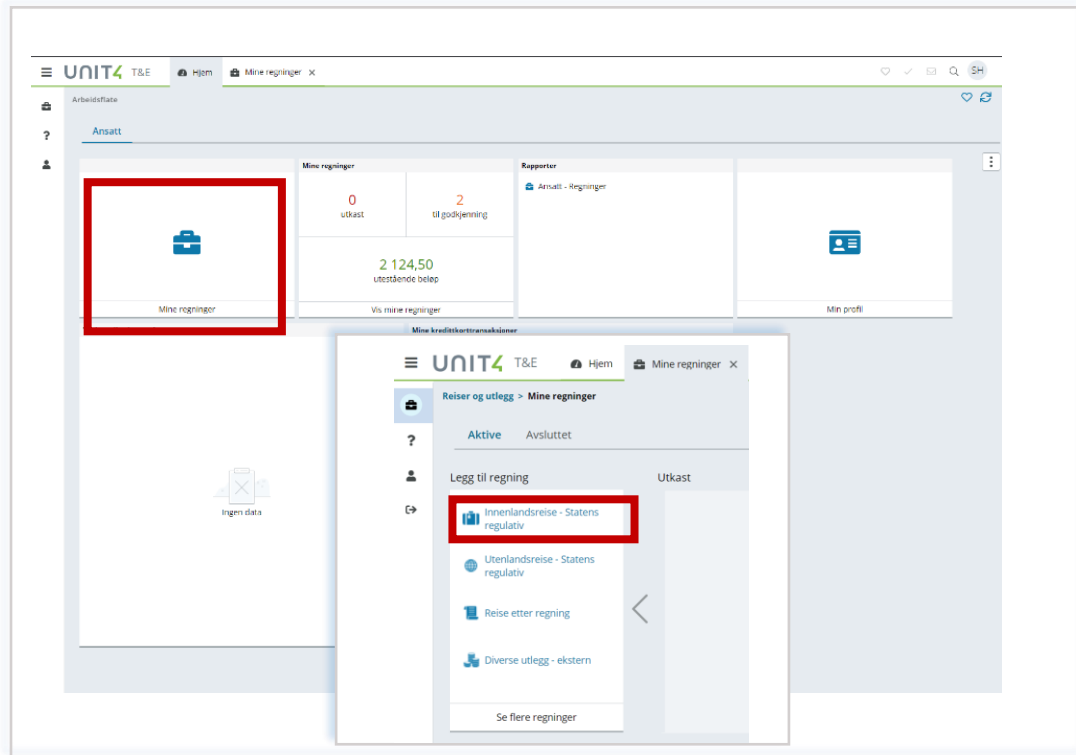 UNIT4 T&E Hjem Mine regninger SH
Arbeidsflate
Ansatt
Mine regninger
Rapporter
0
utkast
2
til godkjenning
Ansatt - Regninger
2 124,50
utestående beløp
Mine regninger
Vis mine regninger
Min profil
Mine kredittkorttransaksjoner
Ingen data
UNIT4 T&E Hjem Mine regninger
Reiser og utlegg > Mine regninger
Aktive Avsluttet
Legg til regning
Utkast
Innenlandsreise - Statens
regulativ
Utenlandsreise - Statens
regulativ
Reise etter regning
Diverse utlegg - ekstern
Se flere regninger